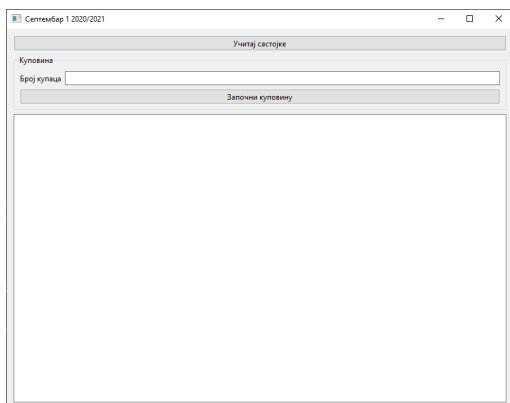 Септембар 1 2020/2021
Учитај састојке
Куповина
Број купаца
Започни куповину